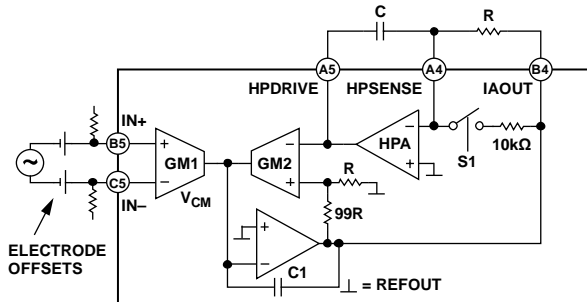 C
R
A5
A4
B4
HPDRIVE
HPSENSE
IAOUT
IN+
B5
+
GM1
−
C5
IN−
VCM
−
GM2
+
HPA
−
+
S1
10kΩ
R
99R
+
−
C1
= REFOUT
ELECTRODE
OFFSETS